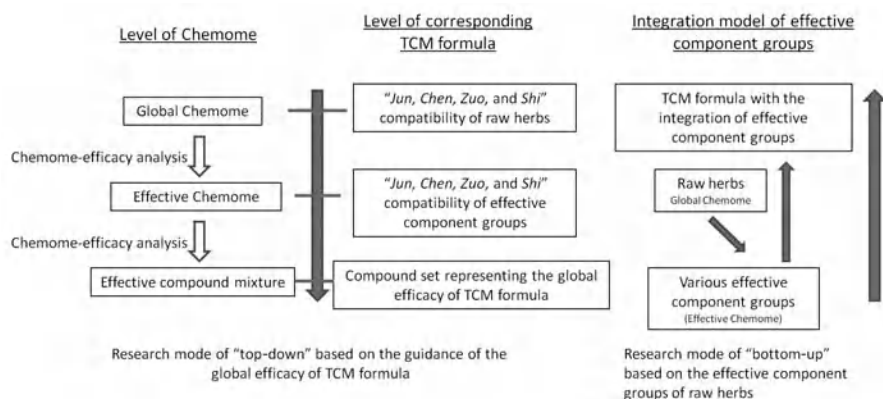 Level of Chemome
Global Chemome
Chemome-efficacy analysis
Effective Chemome
Chemome-efficacy analysis
Effective compound mixture
Level of corresponding
TCM formula
"Jun, Chen, Zuo, and Shi"
compatibility of raw herbs
"Jun, Chen, Zuo, and Shi"
compatibility of effective
component groups
Compound set representing the global
efficacy of TCM formula
Research mode of "top-down" based on the guidance of the
global efficacy of TCM formula
Integration model of effective
component groups
TCM formula with the
integration of effective
component groups
Raw herbs
Global Chemome
Various effective
component groups
(Effective Chemome)
Research mode of "bottom-up"
based on the effective component
groups of raw herbs